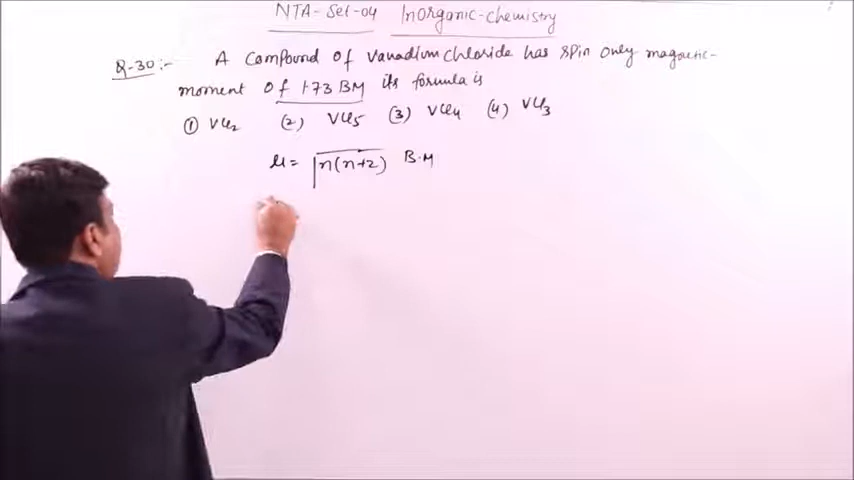 NTA-Set-04 Inorganic-chemistry
Q-30:- A compound of vanadium chloride has spin only magnetic-
moment of 1.73 BM its formula is
① VCl₂ (2) VCl₅ (3) VCl₄ (4) VCl₃
μ= √n(n+2) B.M